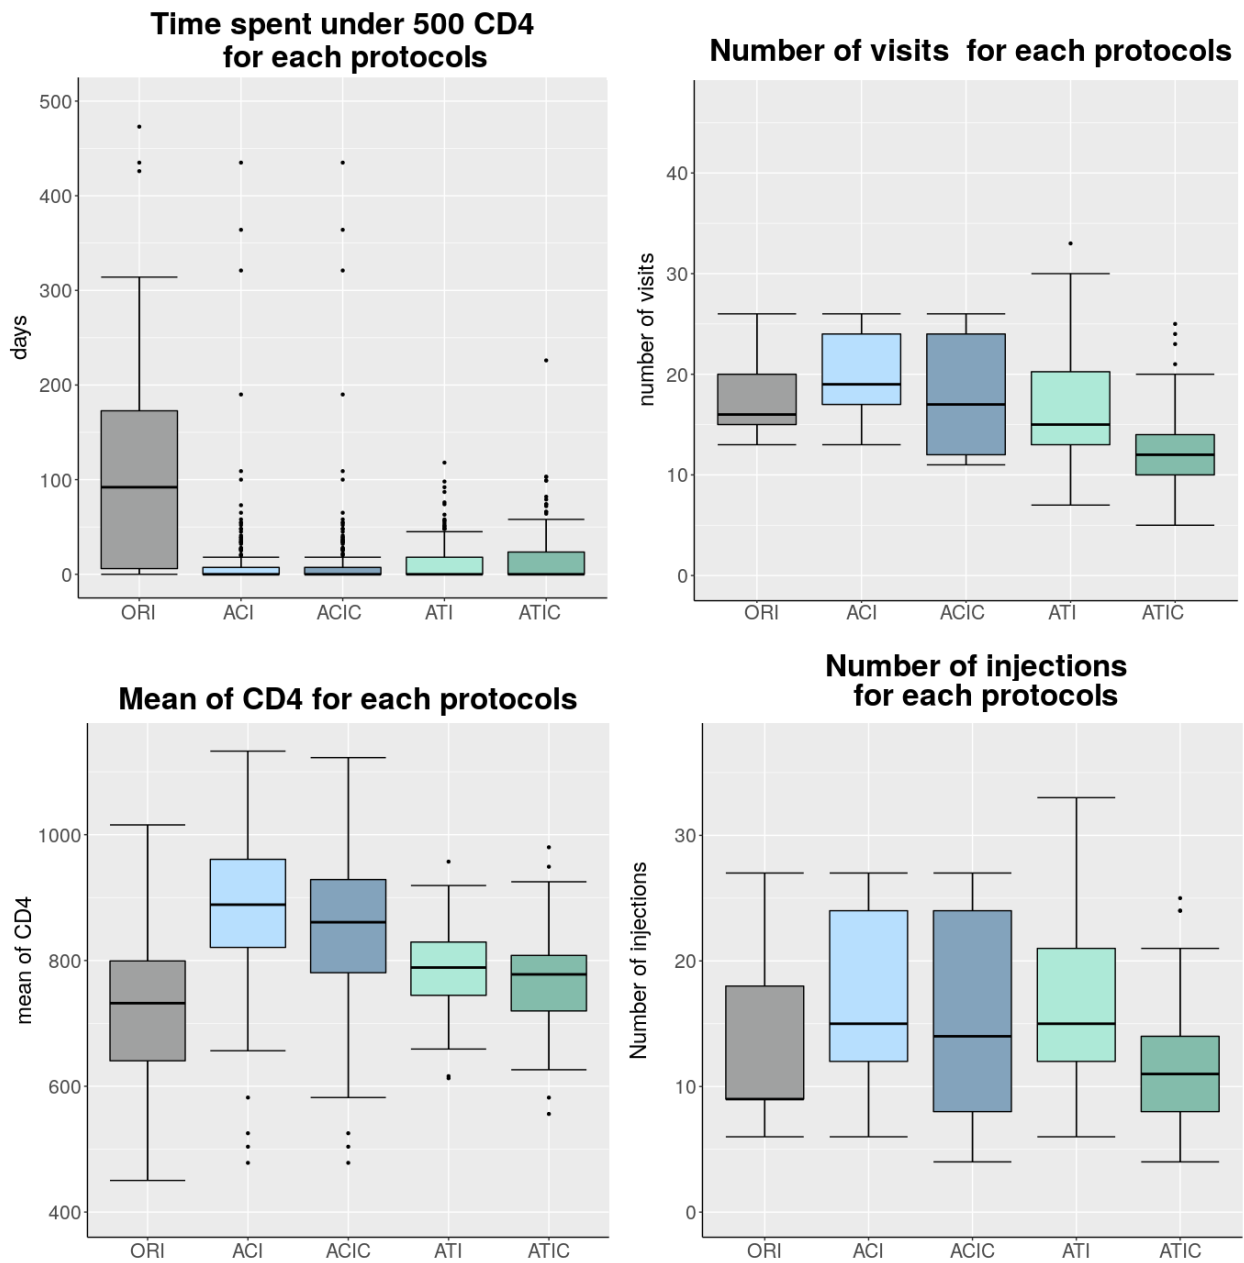 Time spent under 500 CD4
for each protocols
days
500
400
300
200
100
0
ORI ACI ACIC ATI ATIC
Number of visits for each protocols
number of visits
40
30
20
10
0
ORI ACI ACIC ATI ATIC
Mean of CD4 for each protocols
mean of CD4
1000
800
600
400
ORI ACI ACIC ATI ATIC
Number of injections
for each protocols
Number of injections
30
20
10
0
ORI ACI ACIC ATI ATIC